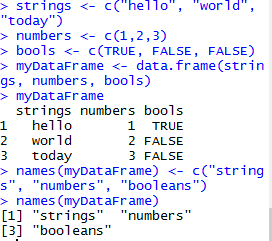 > strings <- c("hello", "world",
"today")
> numbers <- c(1,2,3)
> bools <- c(TRUE, FALSE, FALSE)
> myDataFrame <- data.frame(strin
gs, numbers, bools)
> myDataFrame
  strings numbers bools
1   hello       1  TRUE
2   world       2 FALSE
3   today       3 FALSE
> names(myDataFrame) <- c("string
s", "numbers", "booleans")
> names(myDataFrame)
[1] "strings"  "numbers"
[3] "booleans"